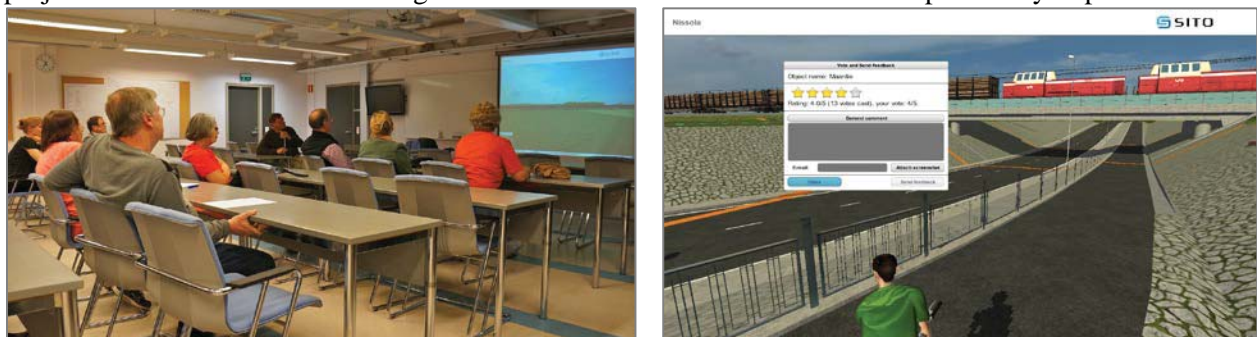 Nissola
SITO
Vote and Send feedback
Object name: Maantie
Rating: 4.0/5 (13 votes cast), your vote: 4/5
General comment
E-mail:
Send feedback